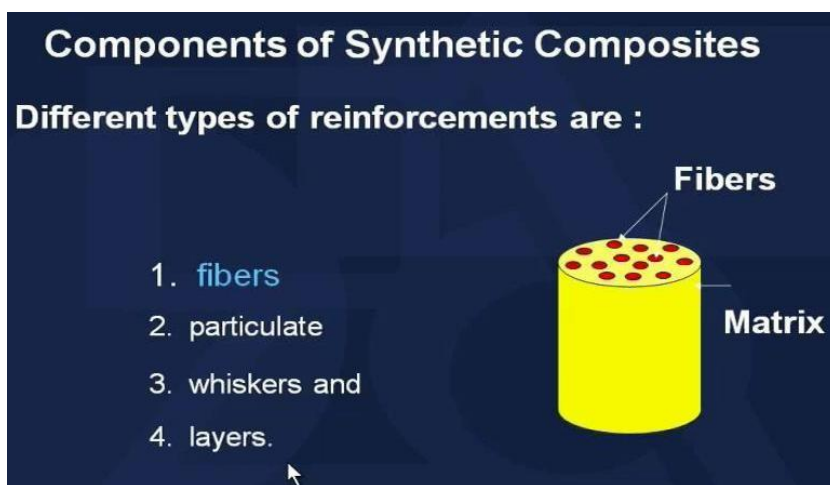 Components of Synthetic Composites
Different types of reinforcements are :
Fibers
1. fibers
2. particulate
Matrix
3. whiskers and
4. layers.